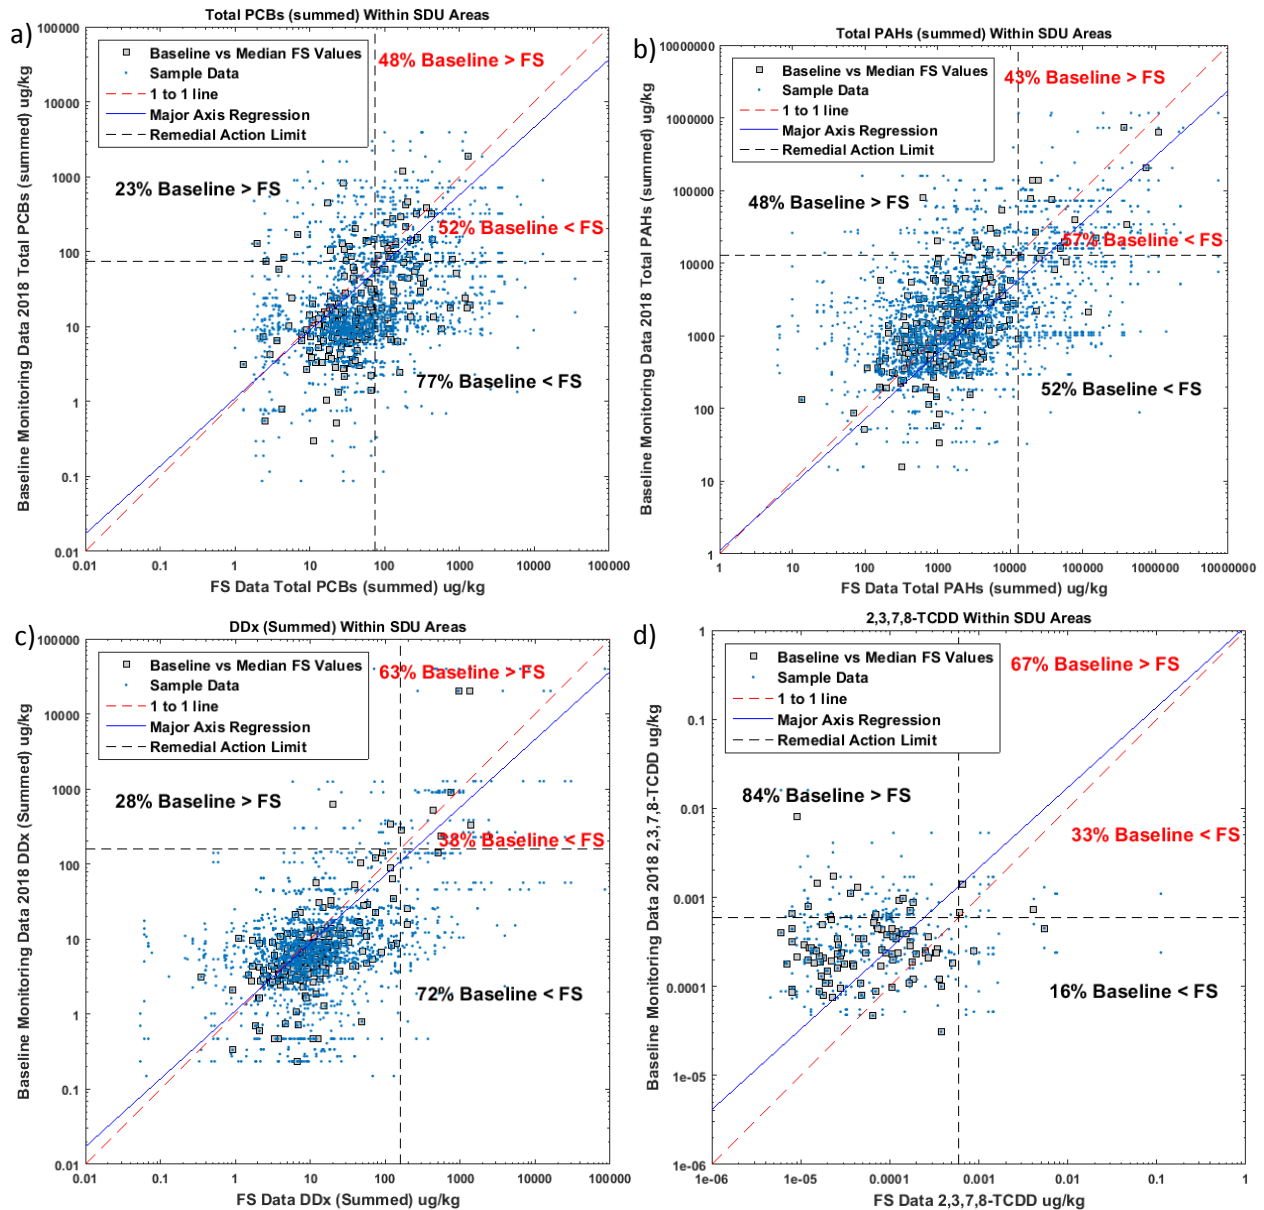 a)
Total PCBs (summed) Within SDU Areas
Baseline vs Median FS Values
Sample Data
1 to 1 line
Major Axis Regression
Remedial Action Limit
48% Baseline > FS
23% Baseline > FS
52% Baseline < FS
77% Baseline < FS
Baseline Monitoring Data 2018 Total PCBs (summed) ug/kg
100000
10000
1000
100
10
1
0.1
0.01
0.01
0.1
1
10
100
1000
10000
100000
FS Data Total PCBs (summed) ug/kg
b)
Total PAHs (summed) Within SDU Areas
Baseline vs Median FS Values
Sample Data
1 to 1 line
Major Axis Regression
Remedial Action Limit
43% Baseline > FS
48% Baseline > FS
57% Baseline < FS
52% Baseline < FS
Baseline Monitoring Data 2018 Total PAHs (summed) ug/kg
10000000
1000000
100000
10000
1000
100
10
1
1
10
100
1000
10000
100000
1000000
10000000
FS Data Total PAHs (summed) ug/kg
c)
DDx (Summed) Within SDU Areas
Baseline vs Median FS Values
Sample Data
1 to 1 line
Major Axis Regression
Remedial Action Limit
63% Baseline > FS
28% Baseline > FS
38% Baseline < FS
72% Baseline < FS
Baseline Monitoring Data 2018 DDx (Summed) ug/kg
100000
10000
1000
100
10
1
0.1
0.01
0.01
0.1
1
10
100
1000
10000
100000
FS Data DDx (Summed) ug/kg
d)
2,3,7,8-TCDD Within SDU Areas
Baseline vs Median FS Values
Sample Data
1 to 1 line
Major Axis Regression
Remedial Action Limit
67% Baseline > FS
84% Baseline > FS
33% Baseline < FS
16% Baseline < FS
Baseline Monitoring Data 2018 2,3,7,8-TCDD ug/kg
1
0.1
0.01
0.001
0.0001
1e-05
1e-06
1e-06
1e-05
0.0001
0.001
0.01
0.1
1
FS Data 2,3,7,8-TCDD ug/kg